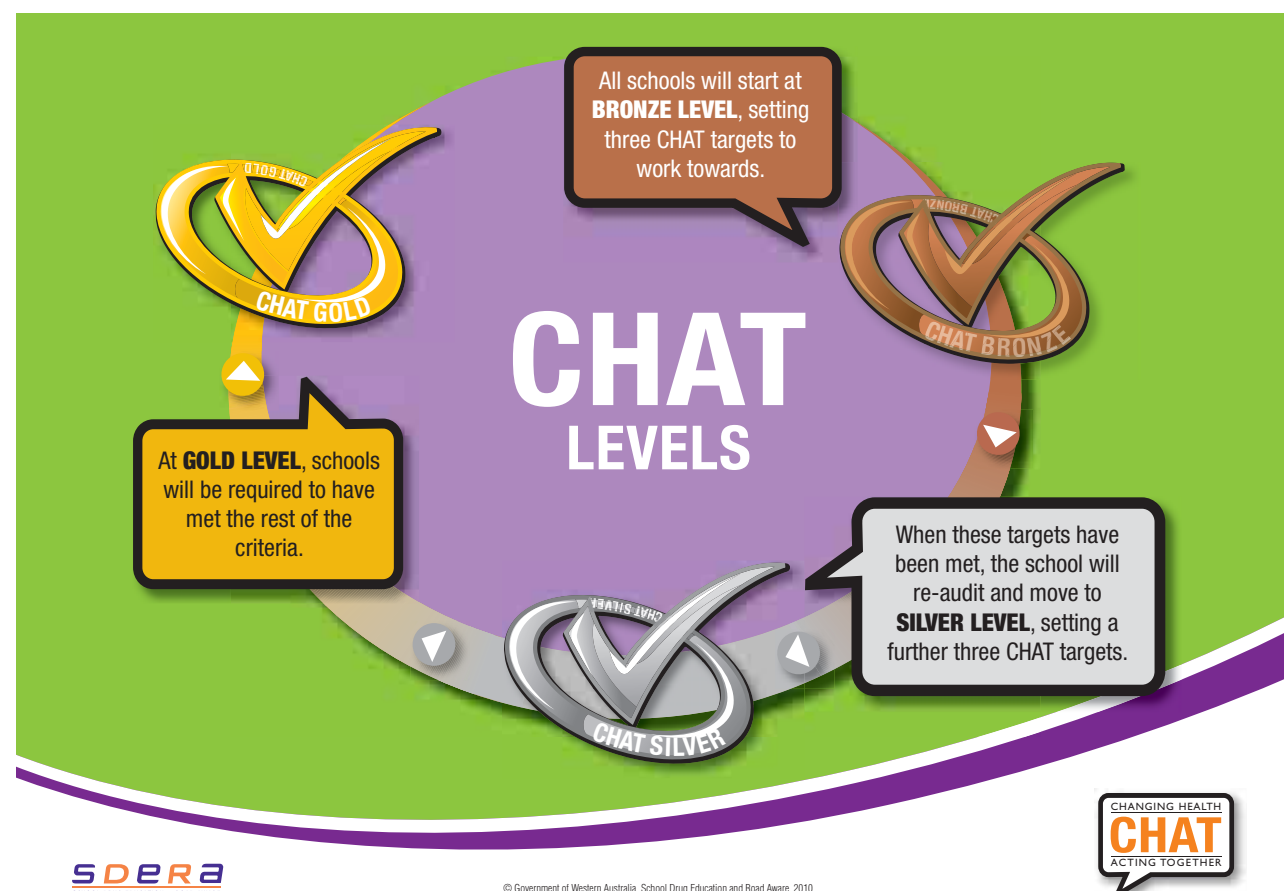 All schools will start at
BRONZE LEVEL, setting
three CHAT targets to
work towards.
CHAT GOLD
CHAT GOLD
CHAT BRONZE
CHAT BRONZE
CHAT
LEVELS
At GOLD LEVEL, schools
will be required to have
met the rest of the
criteria.
When these targets have
been met, the school will
re-audit and move to
SILVER LEVEL, setting a
further three CHAT targets.
CHAT SILVER
CHAT SILVER
CHANGING HEALTH
CHAT
ACTING TOGETHER
SDERA
© Government of Western Australia, School Drug Education and Road Aware, 2010